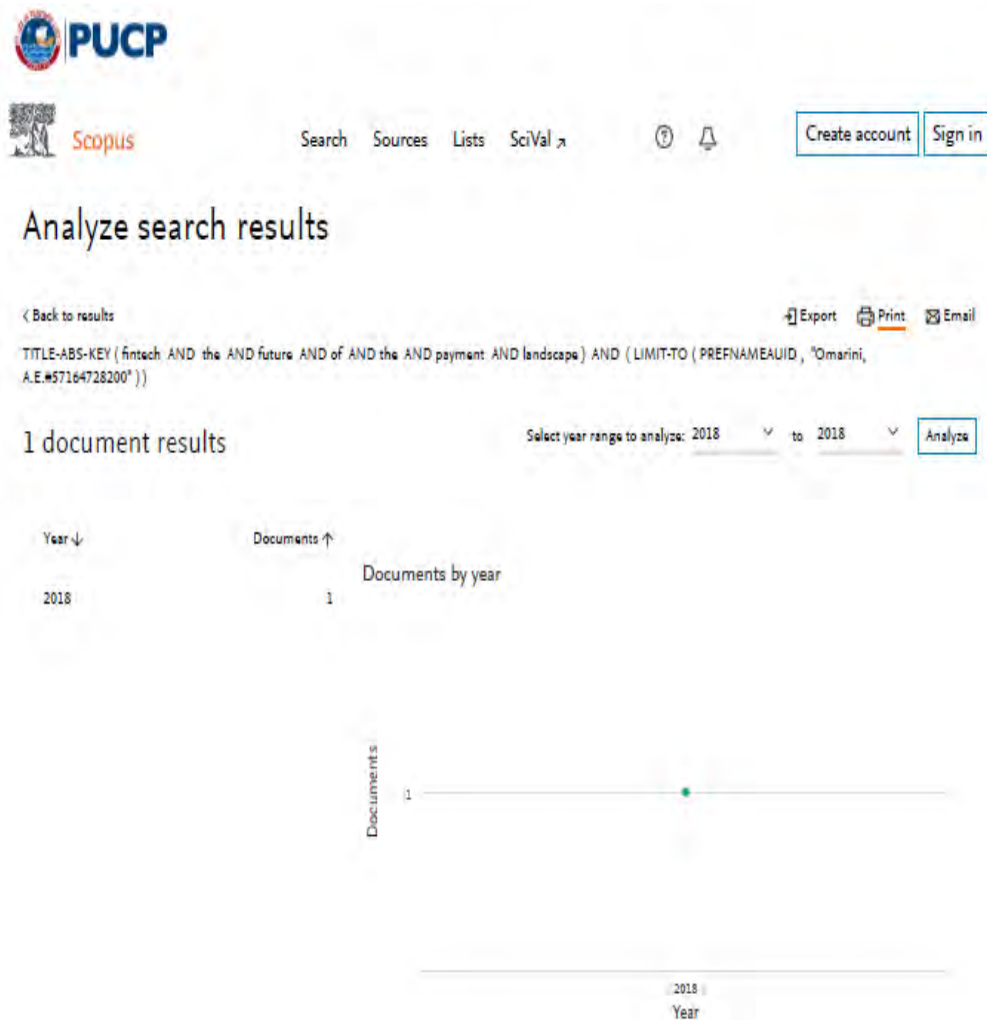 PUCP
Scopus Search Sources Lists SciVal ↗ Create account Sign in
Analyze search results
< Back to results Export Print Email
TITLE-ABS-KEY ( fintech AND the AND future AND of AND the AND payment AND landscape ) AND ( LIMIT-TO ( PREFNAMEAUID , "Omarini,
A.E.#57164728200" ) )
1 document results Select year range to analyze: 2018 to 2018 Analyze
Year ↓ Documents ↑
Documents by year
2018 1
Documents
1
2018
Year